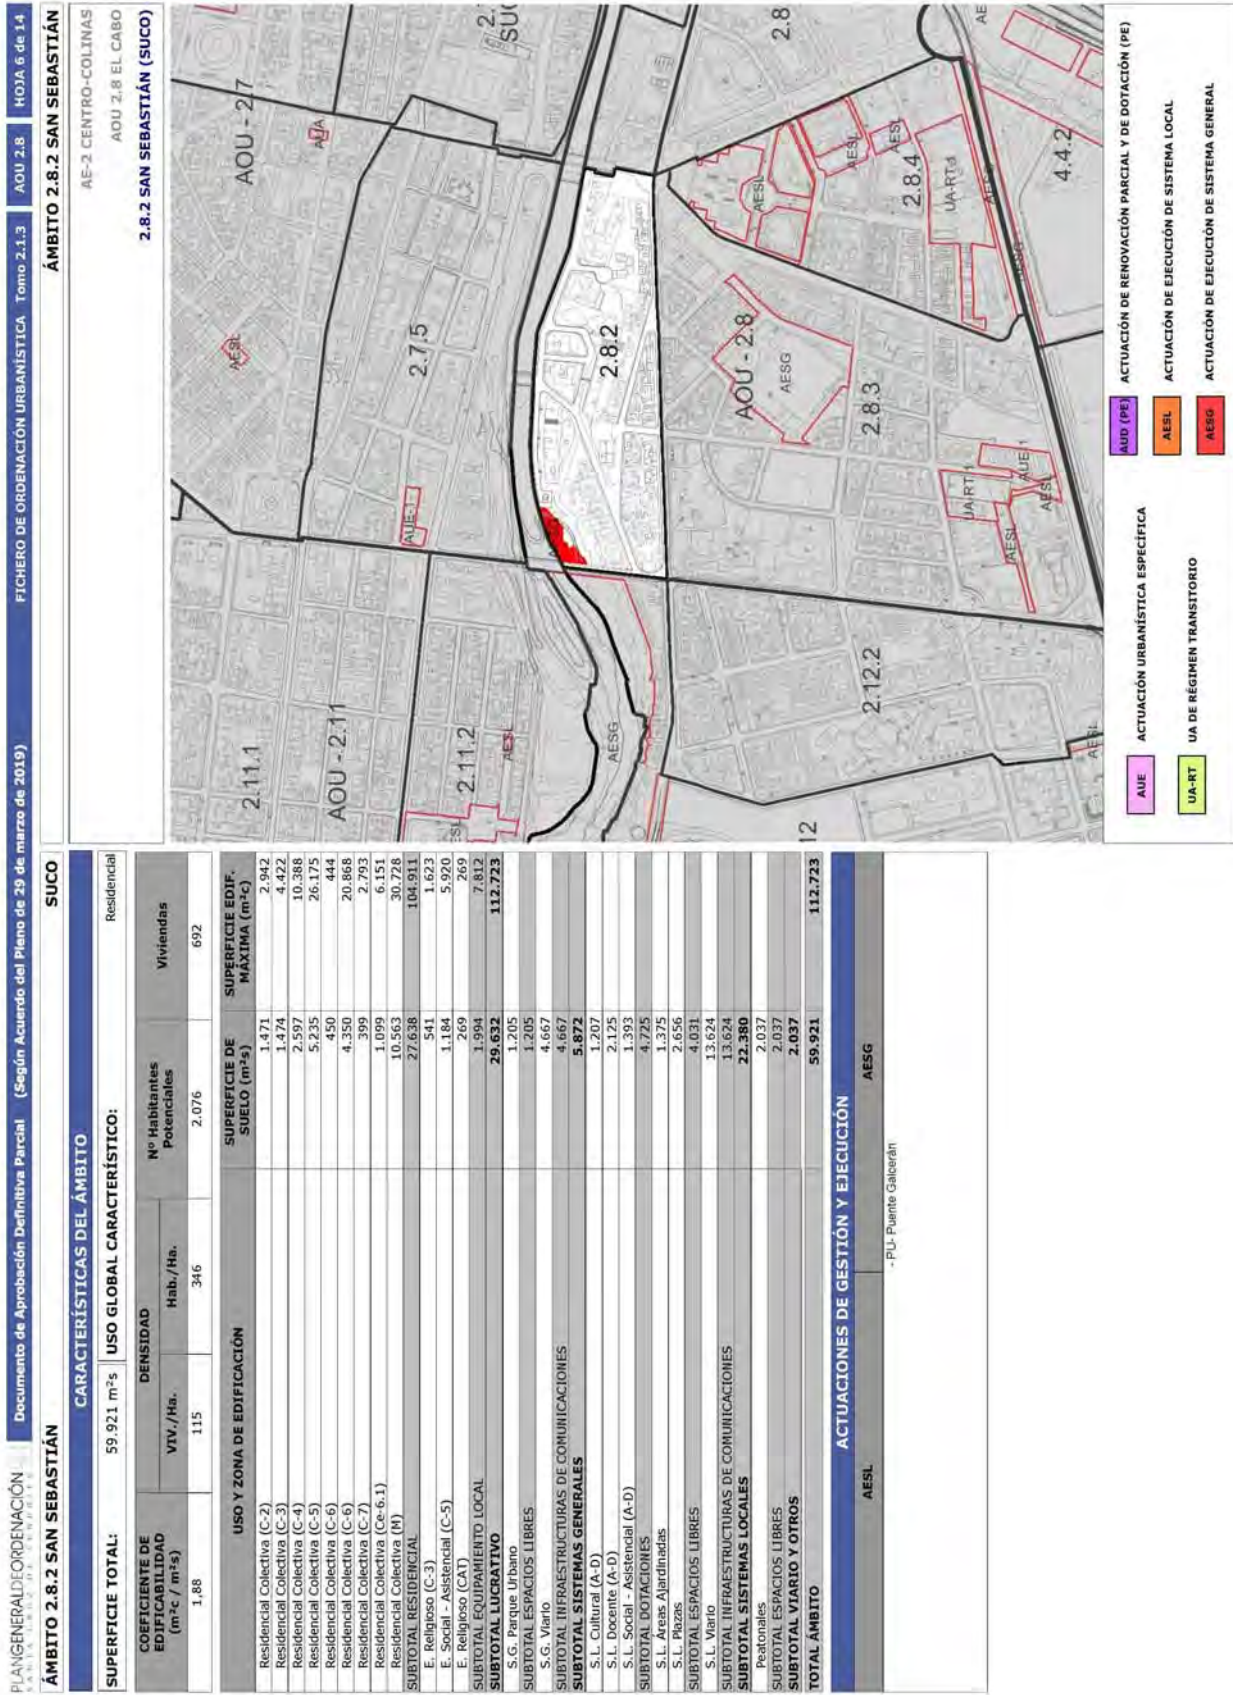 PLANGENERALDEORDENACIÓN
Documento de Aprobación Definitiva Parcial (Según Acuerdo del Pleno de 29 de marzo de 2019)
FICHERO DE ORDENACIÓN URBANÍSTICA Tomo 2.1.3
AOU 2.8
HOJA 6 de 14
ÁMBITO 2.8.2 SAN SEBASTIÁN
SUCO
ÁMBITO 2.8.2 SAN SEBASTIÁN
CARACTERÍSTICAS DEL ÁMBITO
SUPERFICIE TOTAL: 59.921 m²s USO GLOBAL CARACTERÍSTICO: Residencial
COEFICIENTE DE EDIFICABILIDAD (m²c / m²s) DENSIDAD Nº Habitantes Potenciales Viviendas
VIV./Ha. Hab./Ha.
1,88 115 346 2.076 692
USO Y ZONA DE EDIFICACIÓN SUPERFICIE DE SUELO (m²s) SUPERFICIE EDIF. MÁXIMA (m²c)
Residencial Colectiva (C-2) 1.471 2.942
Residencial Colectiva (C-3) 1.474 4.422
Residencial Colectiva (C-4) 2.597 10.388
Residencial Colectiva (C-5) 5.235 26.175
Residencial Colectiva (C-6) 450 444
Residencial Colectiva (C-6) 4.350 20.868
Residencial Colectiva (C-7) 399 2.793
Residencial Colectiva (Ce-6.1) 1.099 6.151
Residencial Colectiva (M) 10.563 30.728
SUBTOTAL RESIDENCIAL 27.638 104.911
E. Religioso (C-3) 541 1.623
E. Social - Asistencial (C-5) 1.184 5.920
E. Religioso (CAT) 269 269
SUBTOTAL EQUIPAMIENTO LOCAL 1.994 7.812
SUBTOTAL LUCRATIVO 29.632 112.723
S.G. Parque Urbano 1.205
SUBTOTAL ESPACIOS LIBRES 1.205
S.G. Viario 4.667
SUBTOTAL INFRAESTRUCTURAS DE COMUNICACIONES 4.667
SUBTOTAL SISTEMAS GENERALES 5.872
S.L. Cultural (A-D) 1.207
S.L. Docente (A-D) 2.125
S.L. Social - Asistencial (A-D) 1.393
SUBTOTAL DOTACIONES 4.725
S.L. Áreas Ajardinadas 1.375
S.L. Plazas 2.656
SUBTOTAL ESPACIOS LIBRES 4.031
S.L. Viario 13.624
SUBTOTAL INFRAESTRUCTURAS DE COMUNICACIONES 13.624
SUBTOTAL SISTEMAS LOCALES 22.380
Peatonales 2.037
SUBTOTAL ESPACIOS LIBRES 2.037
SUBTOTAL VIARIO Y OTROS 2.037
TOTAL ÁMBITO 59.921 112.723
ACTUACIONES DE GESTIÓN Y EJECUCIÓN
AESL AESG
- PU- Puente Galcerán
AE-2 CENTRO-COLINAS
AOU 2.8 EL CABO
2.8.2 SAN SEBASTIÁN (SUCO)
AOU - 2.7
AUA
AESL
2.7.5
AUE-1
2.11.1
AOU - 2.11
2.11.2
AESL
AESG
2.8.2
AOU - 2.8
AESG
2.8.3
2.8.4
AESL
AESL
AESL
UA-RT-4
AESG
AESG
4.4.2
2.8
AE
UA-RT-1
AUE-1
AESL
AESL
2.12.2
12
AESL
AUE ACTUACIÓN URBANÍSTICA ESPECÍFICA
UA-RT UA DE RÉGIMEN TRANSITORIO
AUD (PE) ACTUACIÓN DE RENOVACIÓN PARCIAL Y DE DOTACIÓN (PE)
AESL ACTUACIÓN DE EJECUCIÓN DE SISTEMA LOCAL
AESG ACTUACIÓN DE EJECUCIÓN DE SISTEMA GENERAL